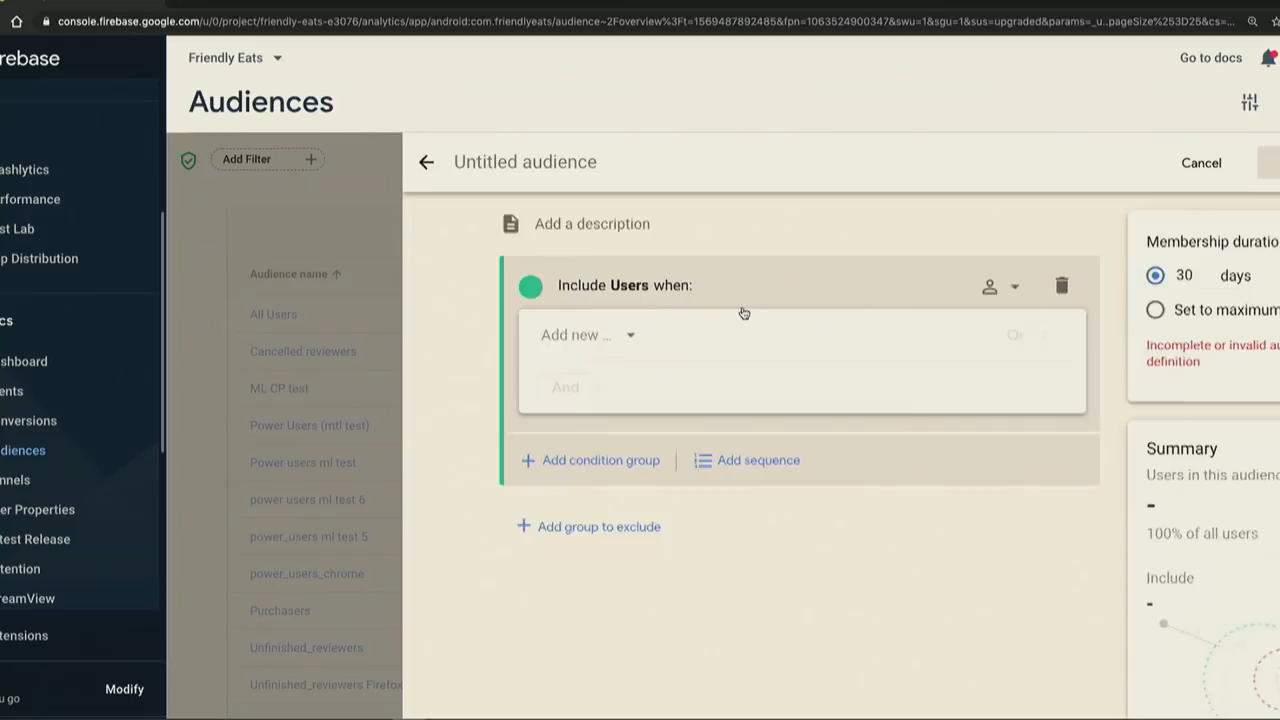 console.firebase.google.com/u/0/project/friendly-eats-e3076/analytics/app/android:com.friendlyeats/audience~2Foverview%3Ft=1569487892485&fpn=1063524900347&swu=1&sgu=1&sus=upgraded&params=_u..pageSize%253D25&cs=...
rebase
Friendly Eats
Go to docs
Audiences
Add Filter
Untitled audience
Cancel
ashlytics
rformance
st Lab
p Distribution
cs
shboard
ents
nversions
diences
nnels
er Properties
test Release
tention
reamView
tensions
u go
Modify
Audience name
All Users
Cancelled reviewers
ML CP test
Power Users (mtl test)
Power users ml test
power users ml test 6
power_users ml test 5
power_users_chrome
Purchasers
Unfinished_reviewers
Unfinished_reviewers Firefox
Add a description
Include Users when:
Add new ...
Or
And
Add condition group
Add sequence
Add group to exclude
Membership duratio
30 days
Set to maximum
Incomplete or invalid au
definition
Summary
Users in this audienc
-
100% of all users
Include
-